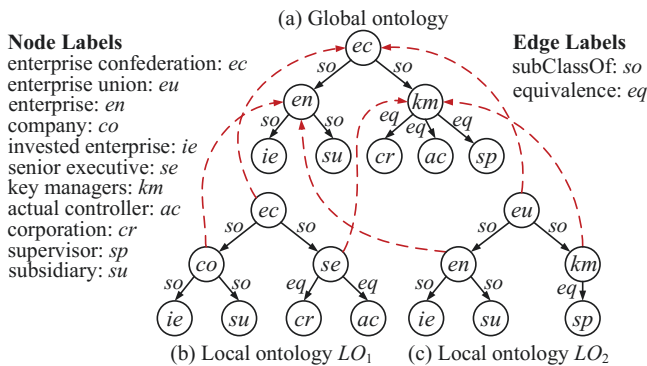 (a) Global ontology
Node Labels
enterprise confederation: ec
enterprise union: eu
enterprise: en
company: co
invested enterprise: ie
senior executive: se
key managers: km
actual controller: ac
corporation: cr
supervisor: sp
subsidiary: su
Edge Labels
subClassOf: so
equivalence: eq
ec
so so
en km
so so eq eq eq
ie su cr ac sp
ec
so so
co se
so so eq eq
ie su cr ac
eu
so so
en km
so so eq
ie su sp
(b) Local ontology LO1
(c) Local ontology LO2